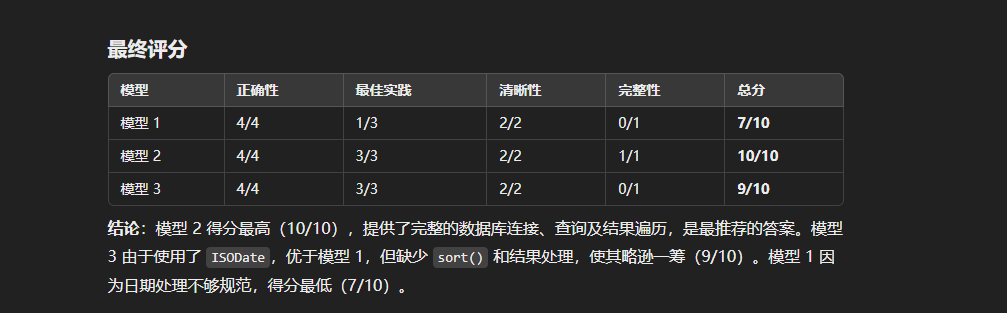 最终评分
模型 正确性 最佳实践 清晰性 完整性 总分
模型 1 4/4 1/3 2/2 0/1 7/10
模型 2 4/4 3/3 2/2 1/1 10/10
模型 3 4/4 3/3 2/2 0/1 9/10
结论：模型 2 得分最高（10/10），提供了完整的数据库连接、查询及结果遍历，是最推荐的答案。模型
3 由于使用了 ISODate，优于模型 1，但缺少 sort() 和结果处理，使其略逊一筹（9/10）。模型 1 因
为日期处理不够规范，得分最低（7/10）。